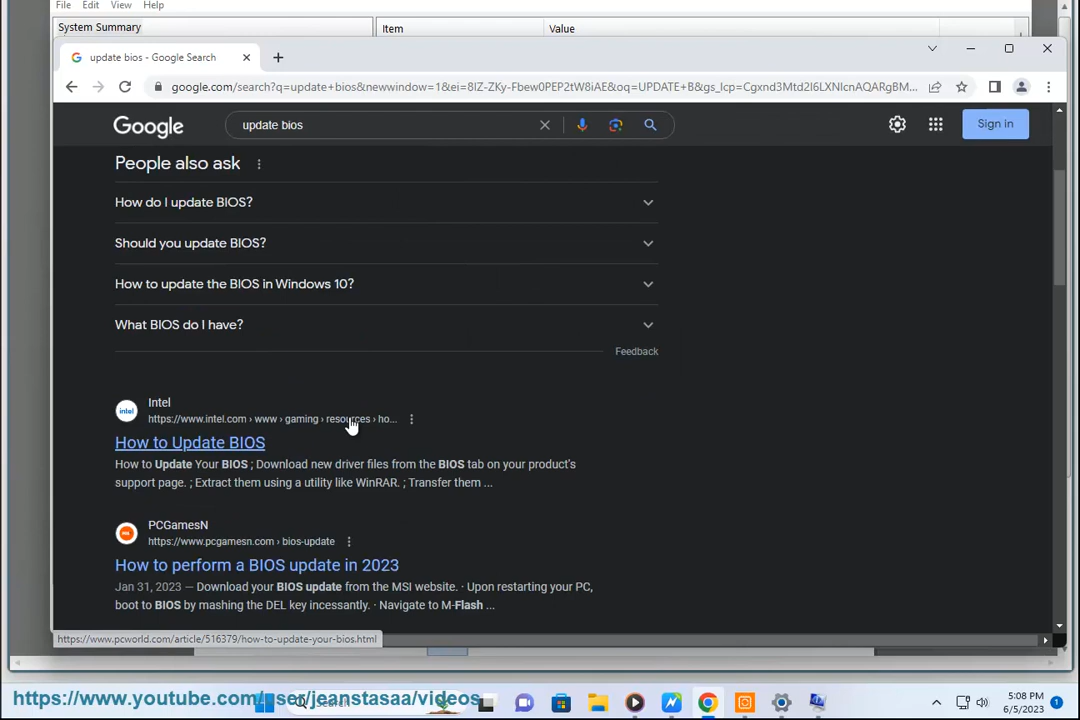 File Edit View Help
System Summary Item Value
update bios - Google Search
google.com/search?q=update+bios&newwindow=1&ei=8IZ-ZKy-Fbew0PEP2tW8iAE&oq=UPDATE+B&gs_lcp=Cgxnd3Mtd2l6LXNlcnAQARgBM...
Google update bios Sign in
People also ask
How do I update BIOS?
Should you update BIOS?
How to update the BIOS in Windows 10?
What BIOS do I have?
Feedback
intel Intel
https://www.intel.com › www › gaming › resources › ho...
How to Update BIOS
How to Update Your BIOS ; Download new driver files from the BIOS tab on your product's
support page. ; Extract them using a utility like WinRAR. ; Transfer them ...
PCGamesN
https://www.pcgamesn.com › bios-update
How to perform a BIOS update in 2023
Jan 31, 2023 — Download your BIOS update from the MSI website. · Upon restarting your PC,
boot to BIOS by mashing the DEL key incessantly. · Navigate to M-Flash ...
https://www.pcworld.com/article/516379/how-to-update-your-bios.html
https://www.youtube.com/user/jeanstasaa/videos
Search
5:08 PM
6/5/2023
1